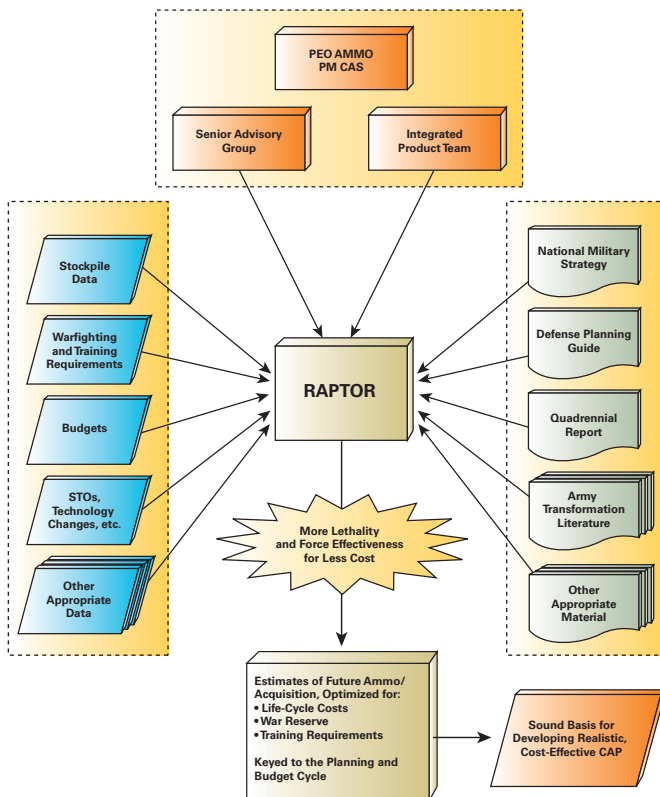 PEO AMMO
PM CAS
Senior Advisory
Group
Integrated
Product Team
Stockpile
Data
Warfighting
and Training
Requirements
Budgets
STOs,
Technology
Changes, etc.
Other
Appropriate
Data
RAPTOR
National Military
Strategy
Defense Planning
Guide
Quadrennial
Report
Army
Transformation
Literature
Other
Appropriate
Material
More Lethality
and Force Effectiveness
for Less Cost
Estimates of Future Ammo/
Acquisition, Optimized for:
• Life-Cycle Costs
• War Reserve
• Training Requirements
Keyed to the Planning and
Budget Cycle
Sound Basis for
Developing Realistic,
Cost-Effective CAP